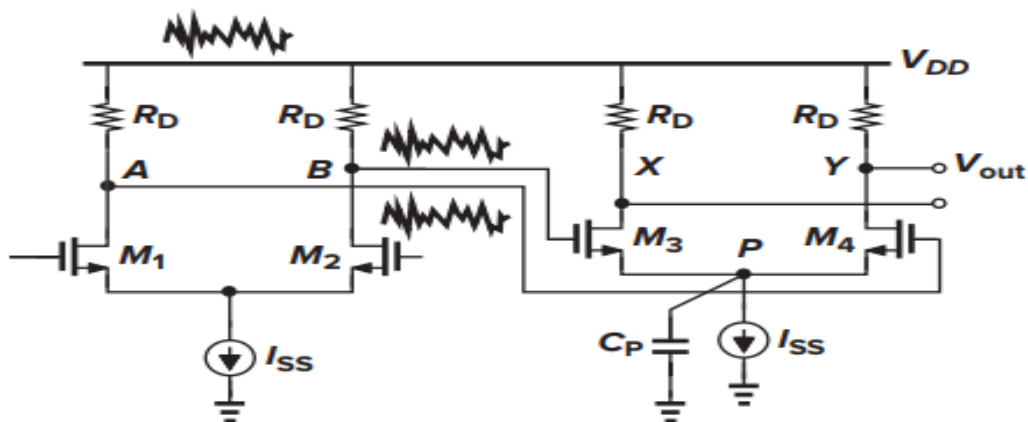 V_DD
R_D R_D R_D R_D
A B X Y V_out
M_1 M_2 M_3 P M_4
I_SS C_P I_SS